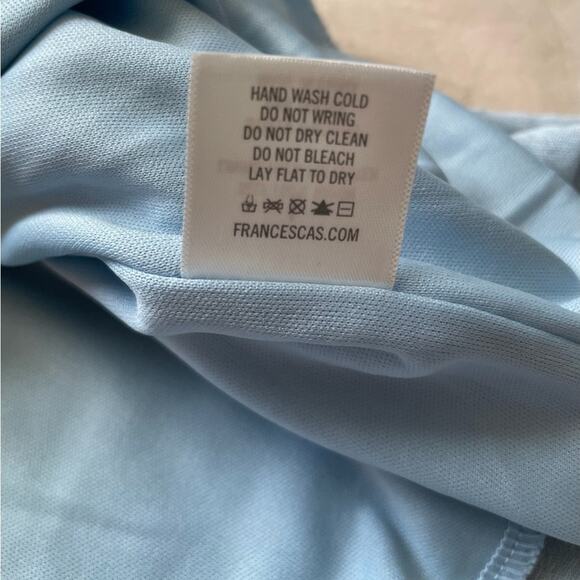 HAND WASH COLD
DO NOT WRING
DO NOT DRY CLEAN
DO NOT BLEACH
LAY FLAT TO DRY
FRANCESCAS.COM